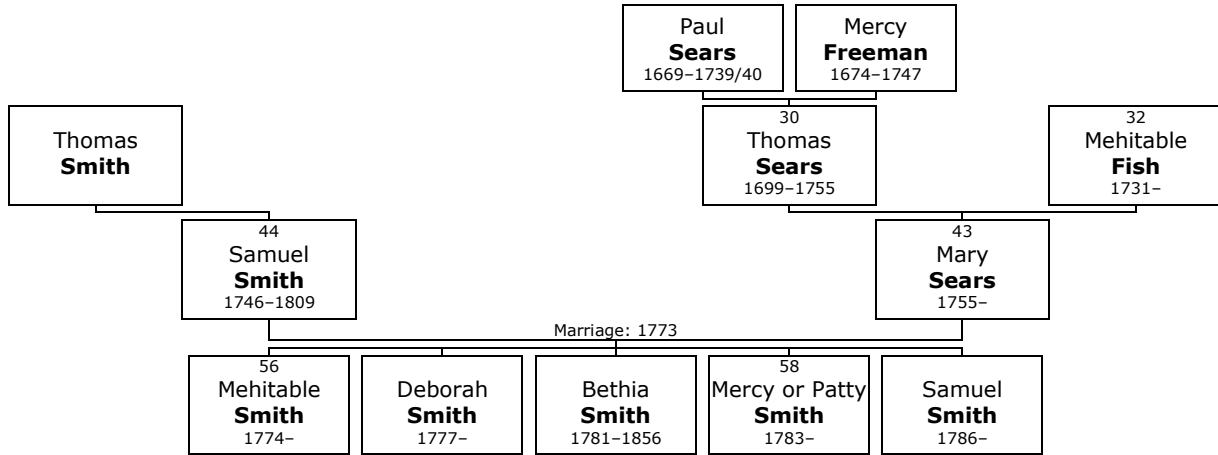 Paul
Sears
1669–1739/40
Mercy
Freeman
1674–1747
Thomas
Smith
30
Thomas
Sears
1699–1755
32
Mehitable
Fish
1731–
44
Samuel
Smith
1746–1809
43
Mary
Sears
1755–
Marriage: 1773
56
Mehitable
Smith
1774–
Deborah
Smith
1777–
Bethia
Smith
1781–1856
58
Mercy or Patty
Smith
1783–
Samuel
Smith
1786–